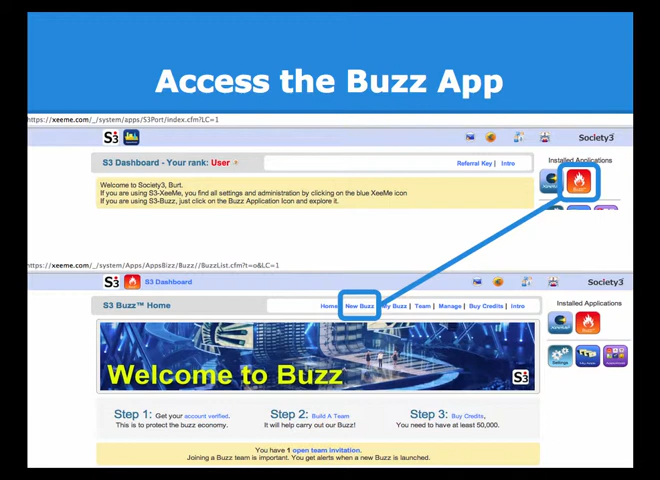 Access the Buzz App
https://xeeme.com/_/system/apps/S3Port/index.cfm?LC=1
S3
Society3
S3 Dashboard - Your rank: User +
Referral Key | Intro
Installed Applications
Buzz
Welcome to Society3, Burt.
If you are using S3-XeeMe, you find all settings and administration by clicking on the blue XeeMe icon
If you are using S3-Buzz, just click on the Buzz Application Icon and explore it.
https://xeeme.com/_/system/Apps/AppsBizz/Buzz//BuzzList.cfm?t=o&LC=1
S3
S3 Dashboard
Society3
S3 Buzz™ Home
Home | New Buzz | My Buzz | Team | Manage | Buy Credits | Intro
Installed Applications
XeeMe
Buzz
Settings
Welcome to Buzz
S3
Step 1: Get your account verified.
This is to protect the buzz economy.
Step 2: Build A Team
It will help carry out our Buzz!
Step 3: Buy Credits,
You need to have at least 50,000.
You have 1 open team invitation.
Joining a Buzz team is important. You get alerts when a new Buzz is launched.